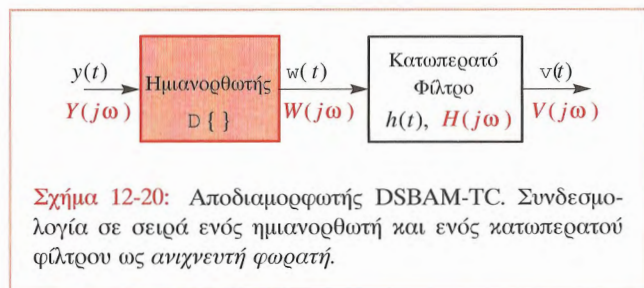 y(t)
Y(jω)
Ημιανορθωτής
D { }
w(t)
W(jω)
Κατωπερατό
Φίλτρο
h(t), H(jω)
v(t)
V(jω)
Σχήμα 12-20: Αποδιαμορφωτής DSBAM-TC. Συνδεσμο-
λογία σε σειρά ενός ημιανορθωτή και ενός κατωπερατού
φίλτρου ως ανιχνευτή φωρατή.